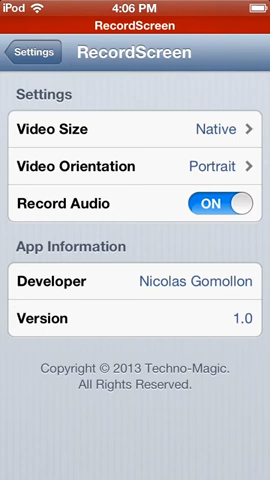 iPod 4:06 PM
RecordScreen
Settings RecordScreen
Settings
Video Size Native
Video Orientation Portrait
Record Audio ON
App Information
Developer Nicolas Gomollon
Version 1.0
Copyright © 2013 Techno-Magic.
All Rights Reserved.